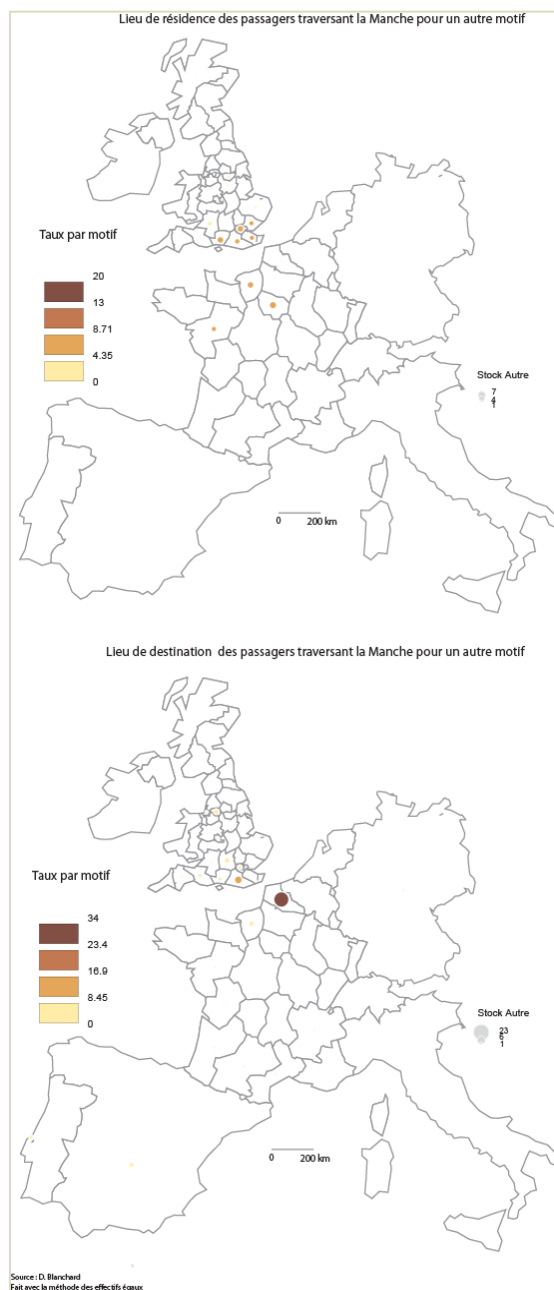 Lieu de résidence des passagers traversant la Manche pour un autre motif
Taux par motif
20
13
8.71
4.35
0
Stock Autre
7
4
1
0 200 km
Lieu de destination des passagers traversant la Manche pour un autre motif
Taux par motif
34
23.4
16.9
8.45
0
Stock Autre
23
6
1
0 200 km
Source : D. Blanchard
Fait avec la méthode des effectifs égaux